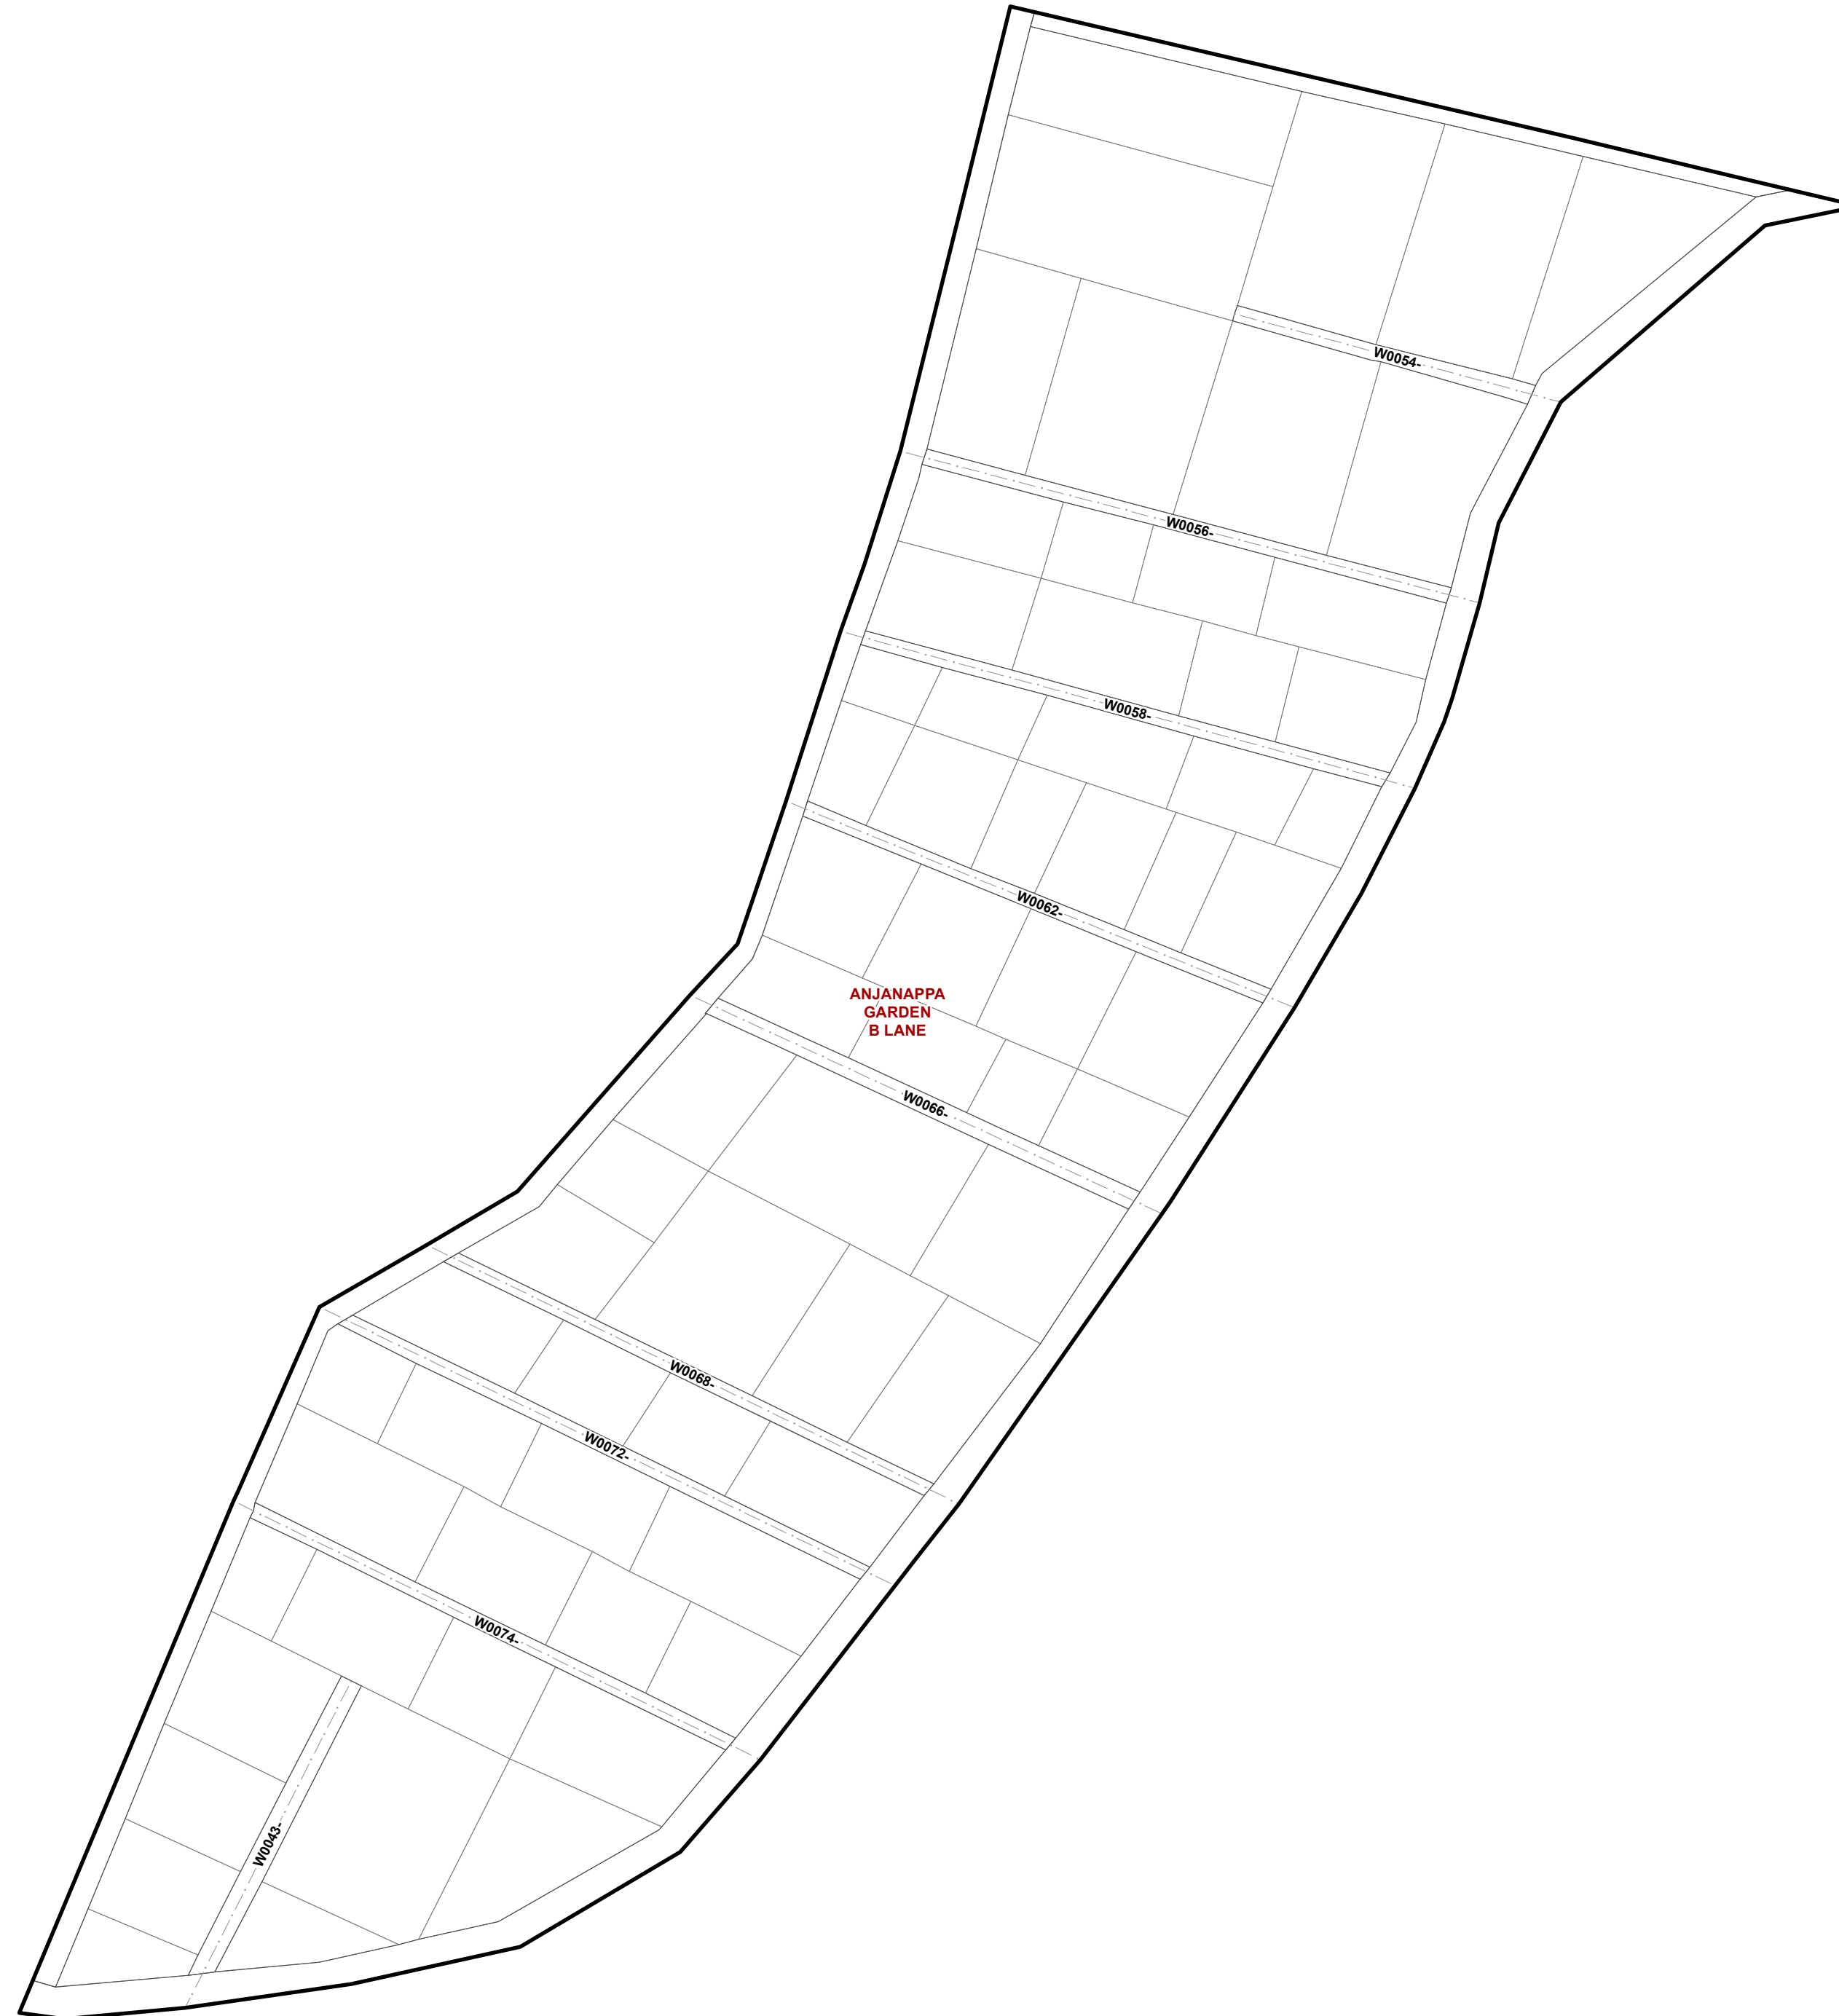 W0054-
W0056-
W0058-
W0062-
ANJANAPPA
GARDEN
B LANE
W0066-
W0068-
W0072-
W0074-
W0043-